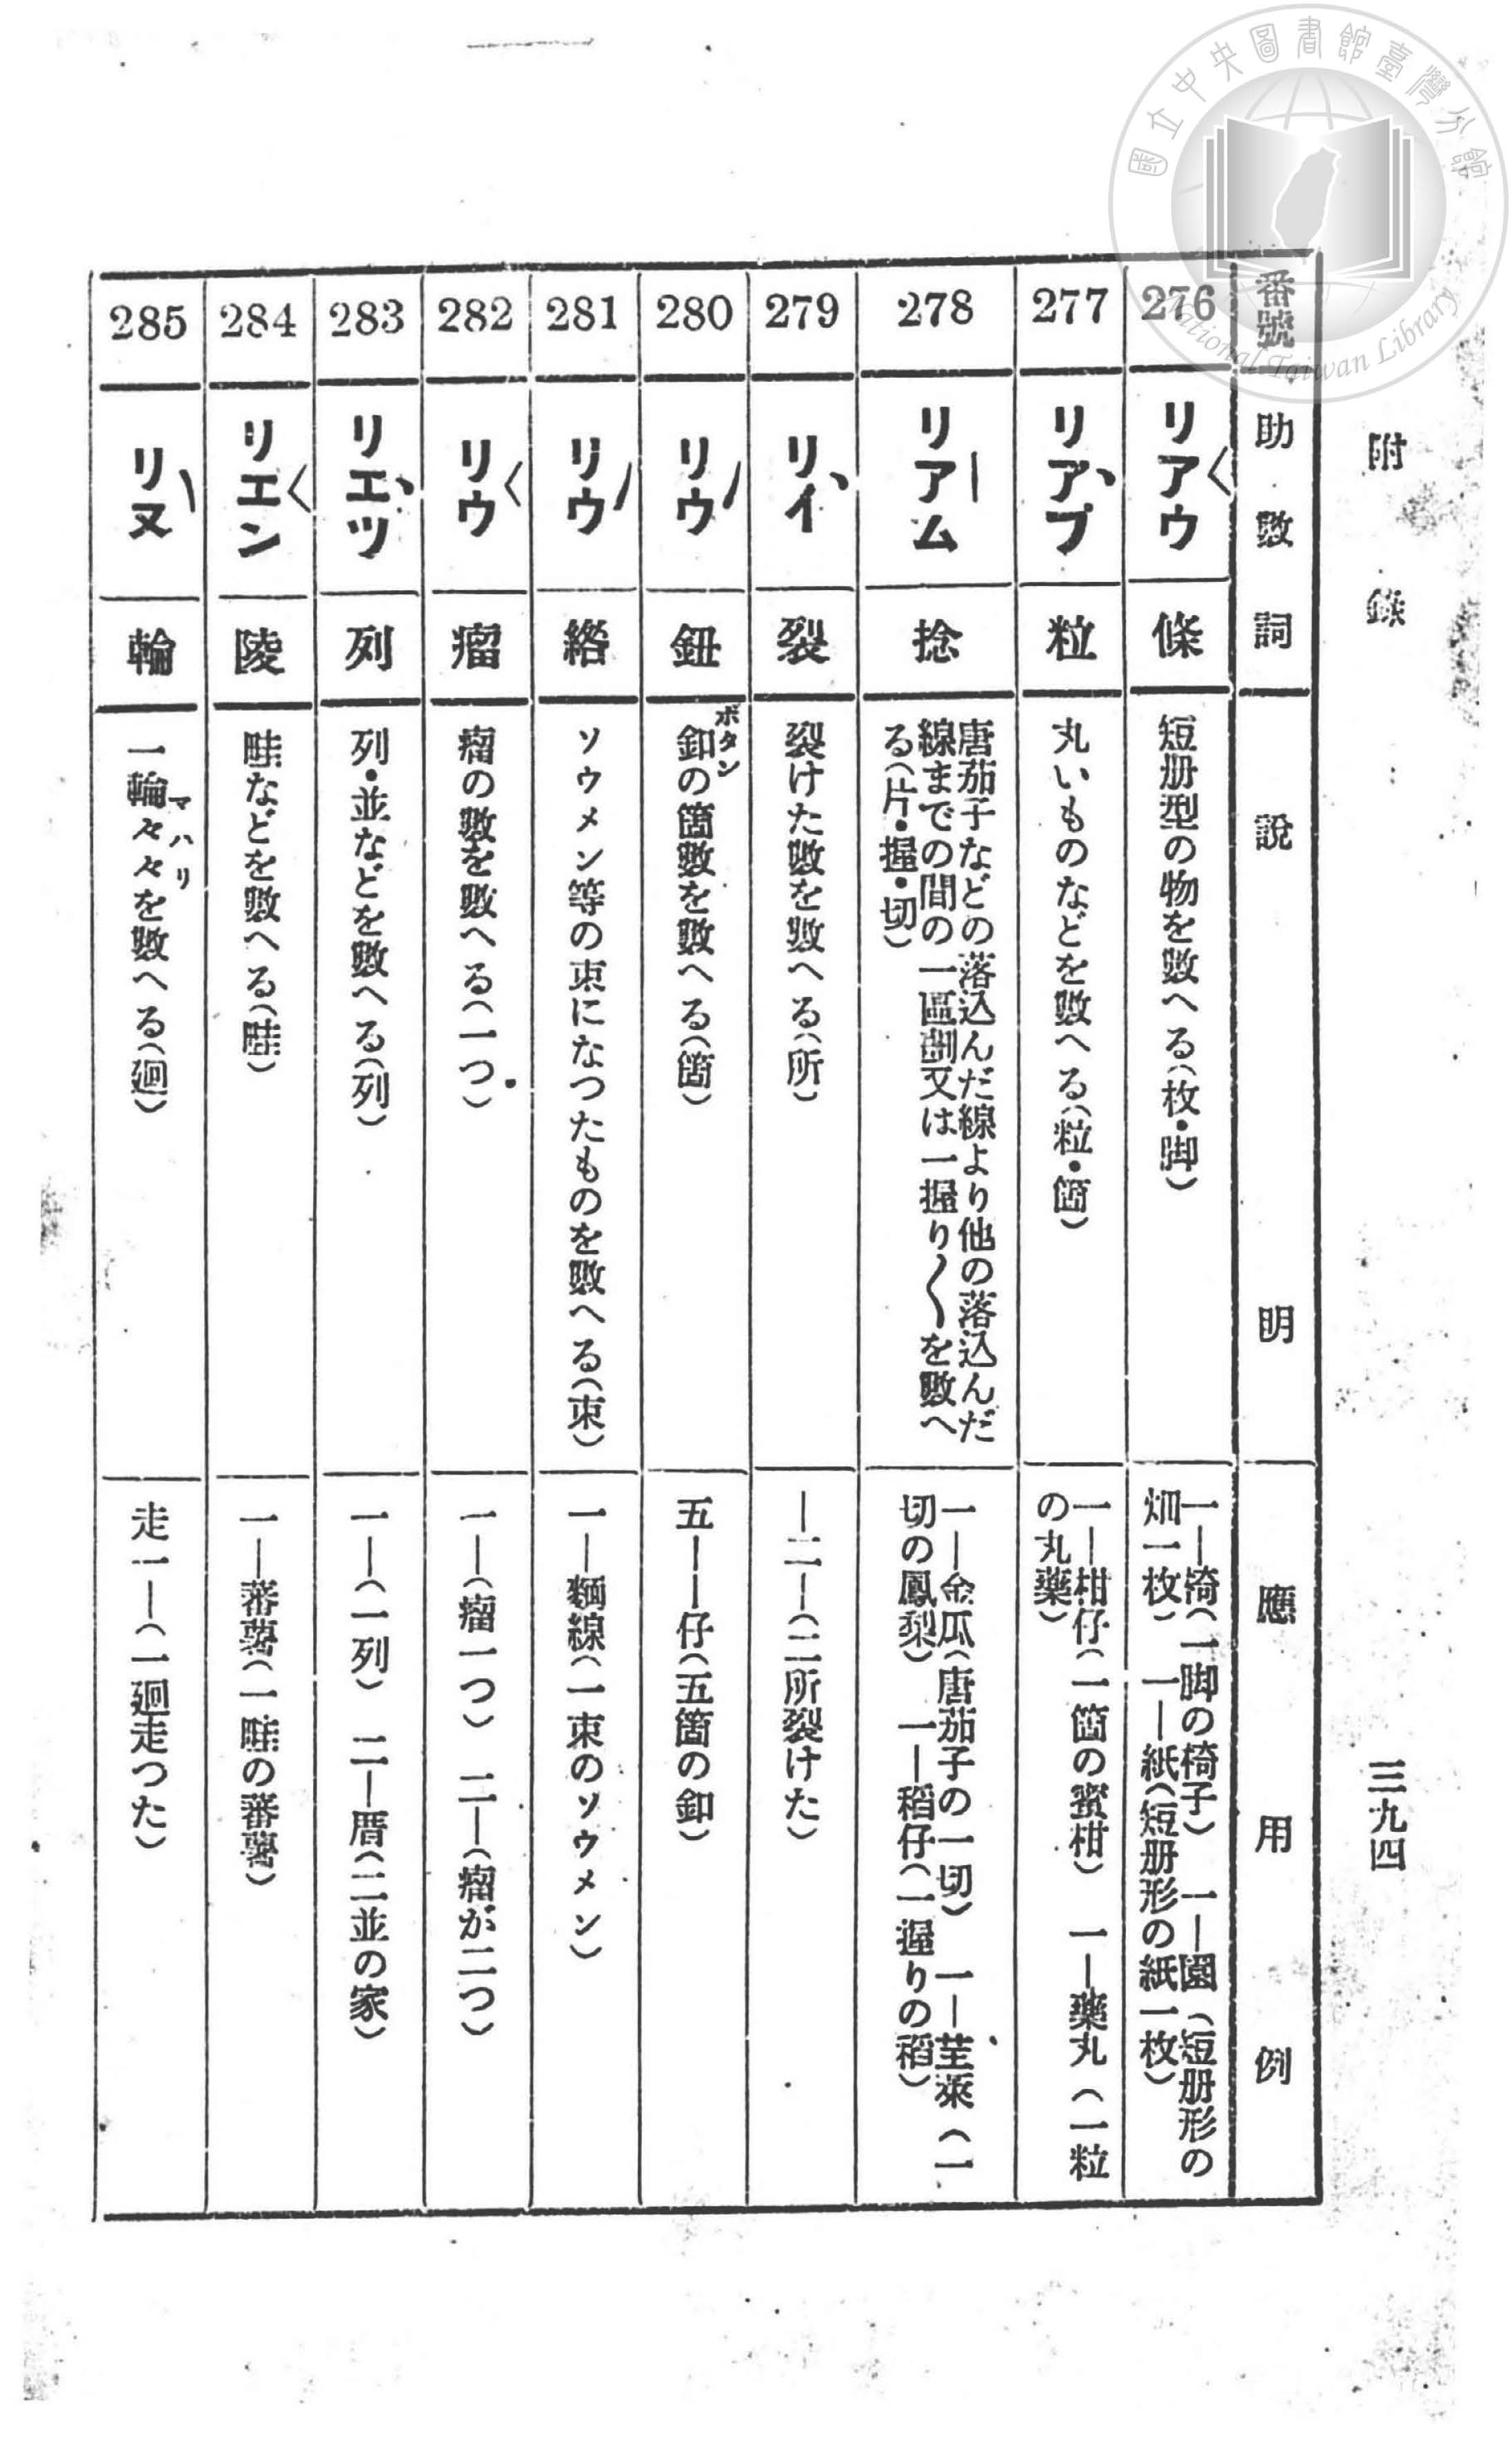 國立中央圖書館臺灣分館
National Taiwan Library
附錄
三九四
番號
助數詞
說明
應用例
276
リアウ
條
短册型の物を數へる(枚・脚)
一—椅(一脚の椅子) 一—園(短册形の
畑一枚) 一—紙(短册形の紙一枚)
277
リアプ
粒
丸いものなどを數へる(粒・箇)
一—柑仔(一箇の蜜柑) 一—藥丸(一粒
の丸藥)
278
リアム
捻
唐茄子などの落込んだ線より他の落込んだ
線までの間の一區劃又は一握り〱を數へ
る(片・握・切)
一—金瓜(唐茄子の一切) 一—𦯉萊(一
切の鳳梨) 一—稻仔(一握りの稻)
279
リイ
裂
裂けた數を數へる(所)
—二—(二所裂けた)
280
リウ
鈕
釦の箇數を數へる(箇)
ボタン
五——仔(五箇の釦)
281
リウ
綹
ソウメン等の束になつたものを數へる(束)
一—麵線(一束のソウメン)
282
リウ
瘤
瘤の數を數へる(一つ)
一—(瘤一つ) 二—(瘤が二つ)
283
リエツ
列
列・並などを數へる(列)
一—(一列) 二—厝(二並の家)
284
リエン
陵
畦などを數へる(畦)
一—蕃薯(一畦の蕃薯)
285
リヌ
輪
一輪々々を數へる(廻)
マハリ
走一—(一廻走つた)